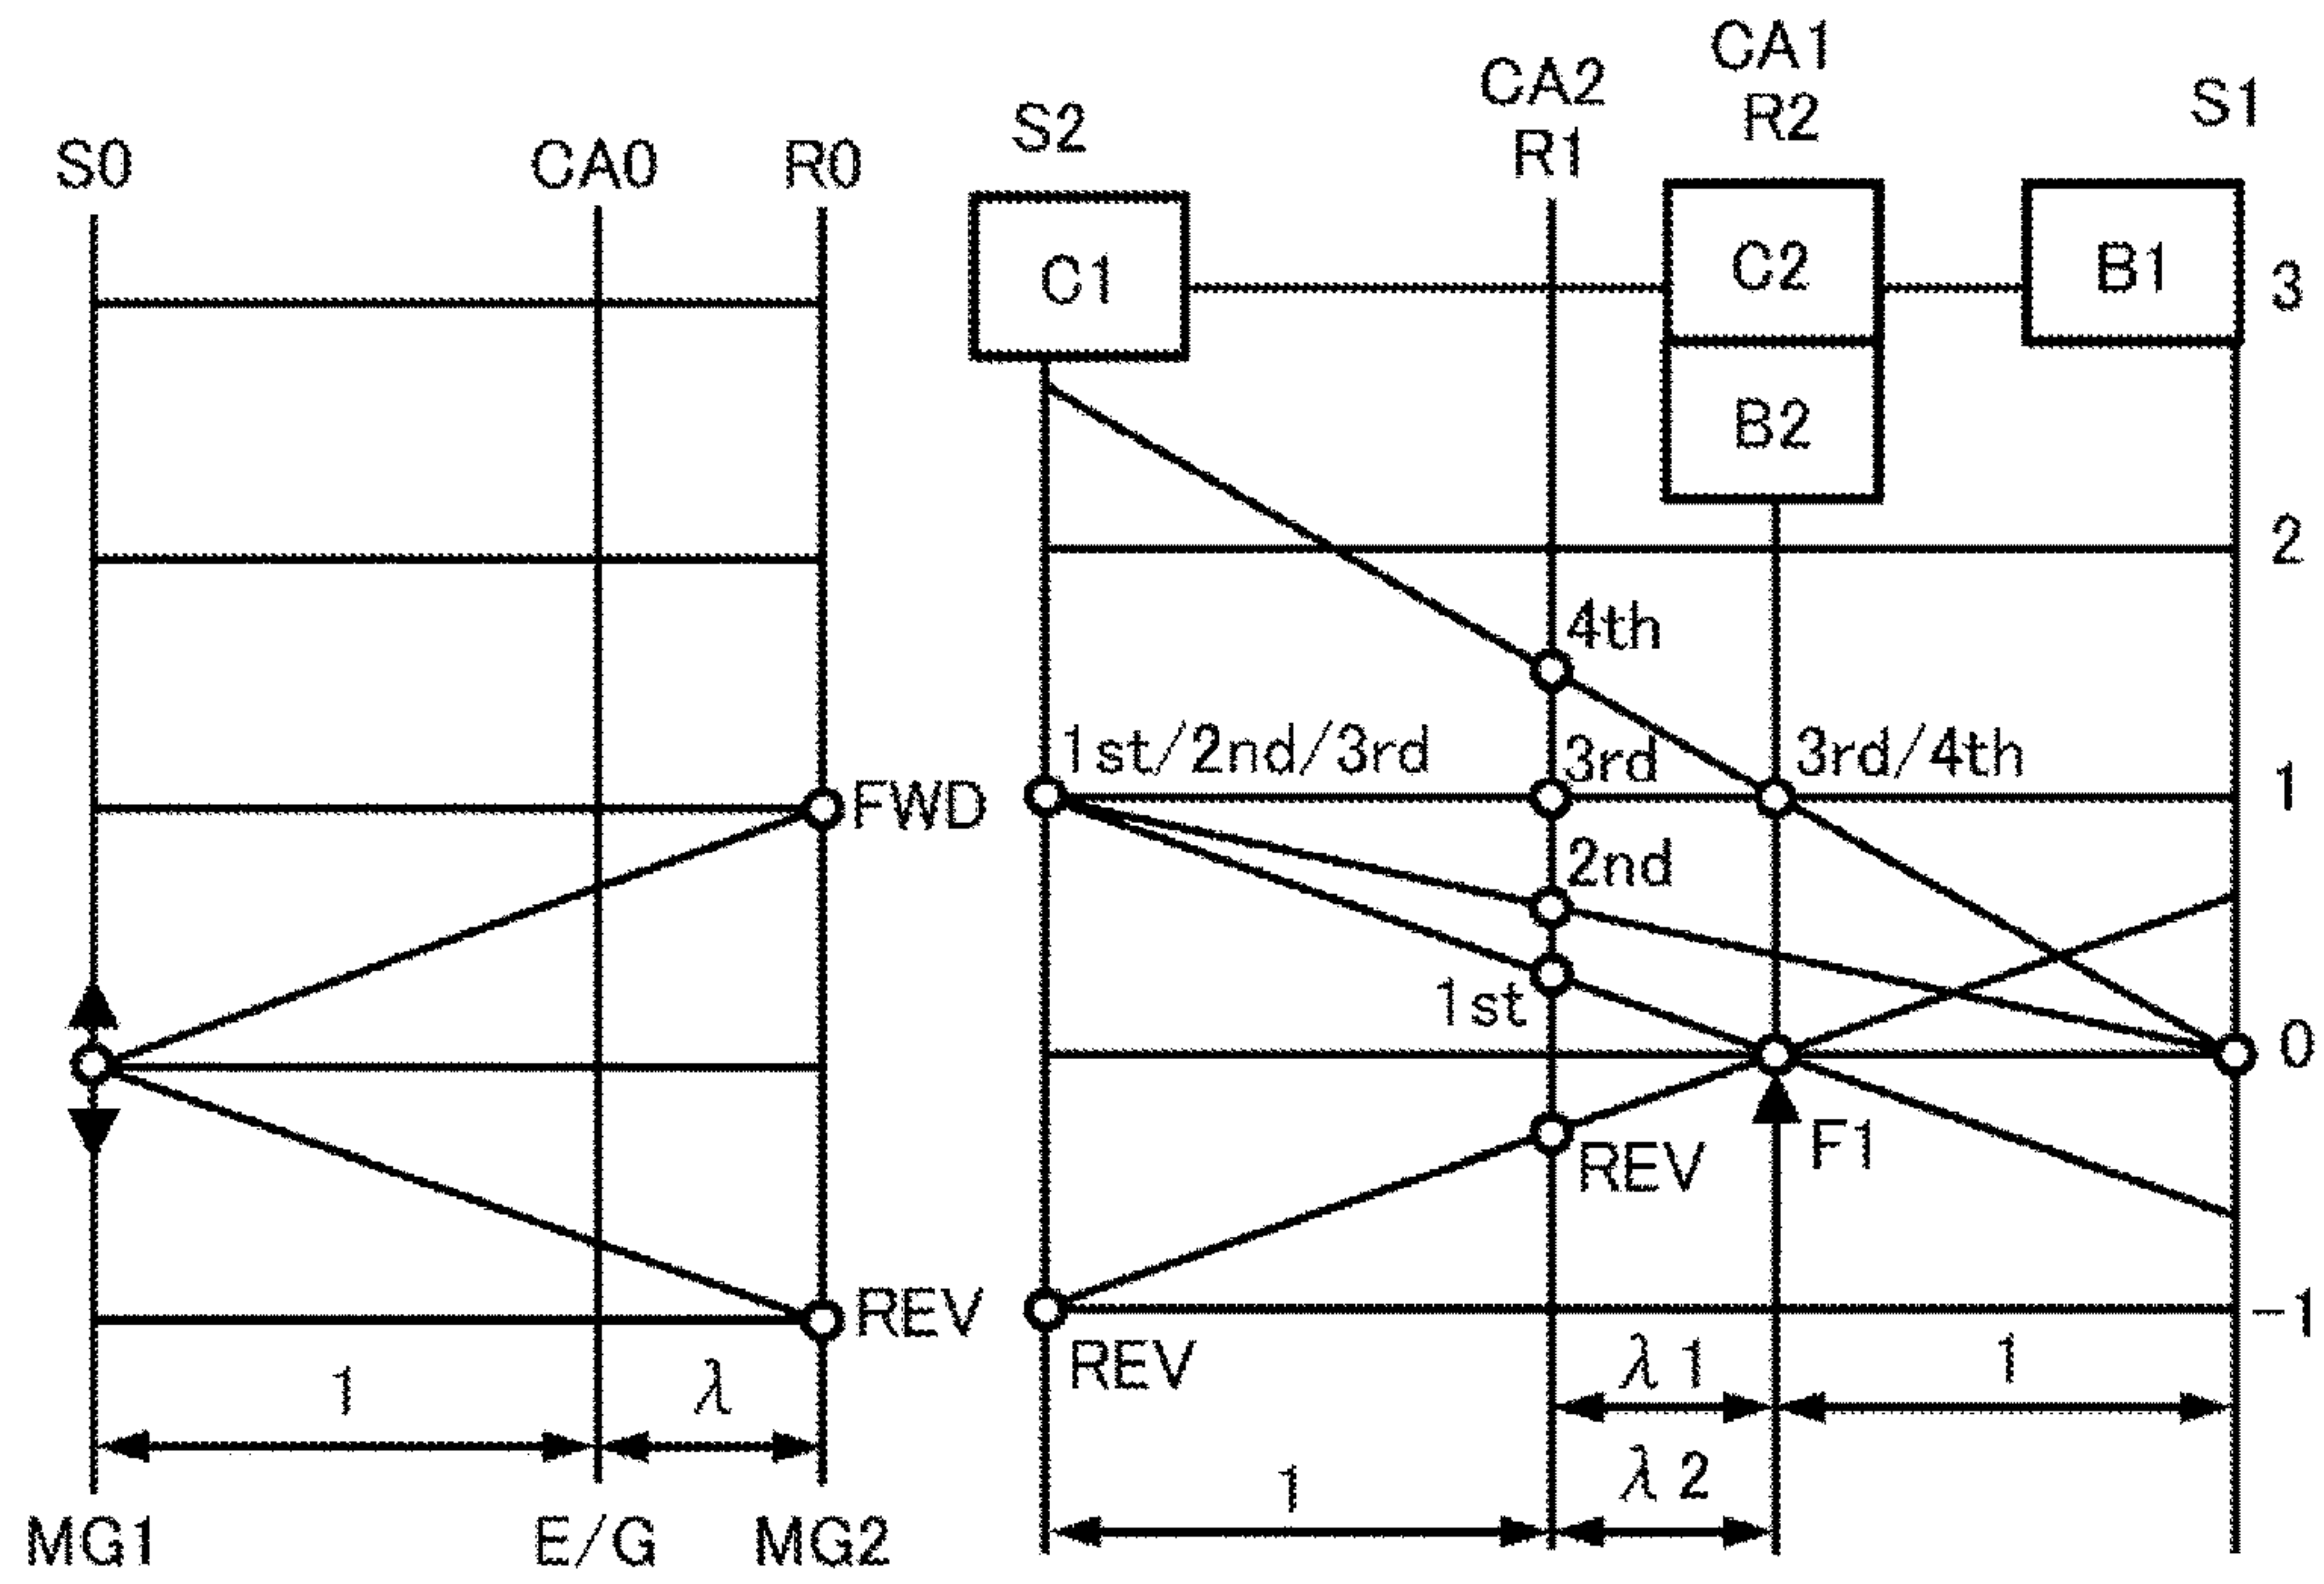 S0 CA0 R0
S2
CA2
R1
CA1
R2
S1
C1
C2
B2
B1
3
2
1
0
-1
4th
1st/2nd/3rd
3rd
3rd/4th
FWD
2nd
1st
REV
F1
REV
REV
1
λ
λ1
1
1
λ2
MG1 E/G MG2